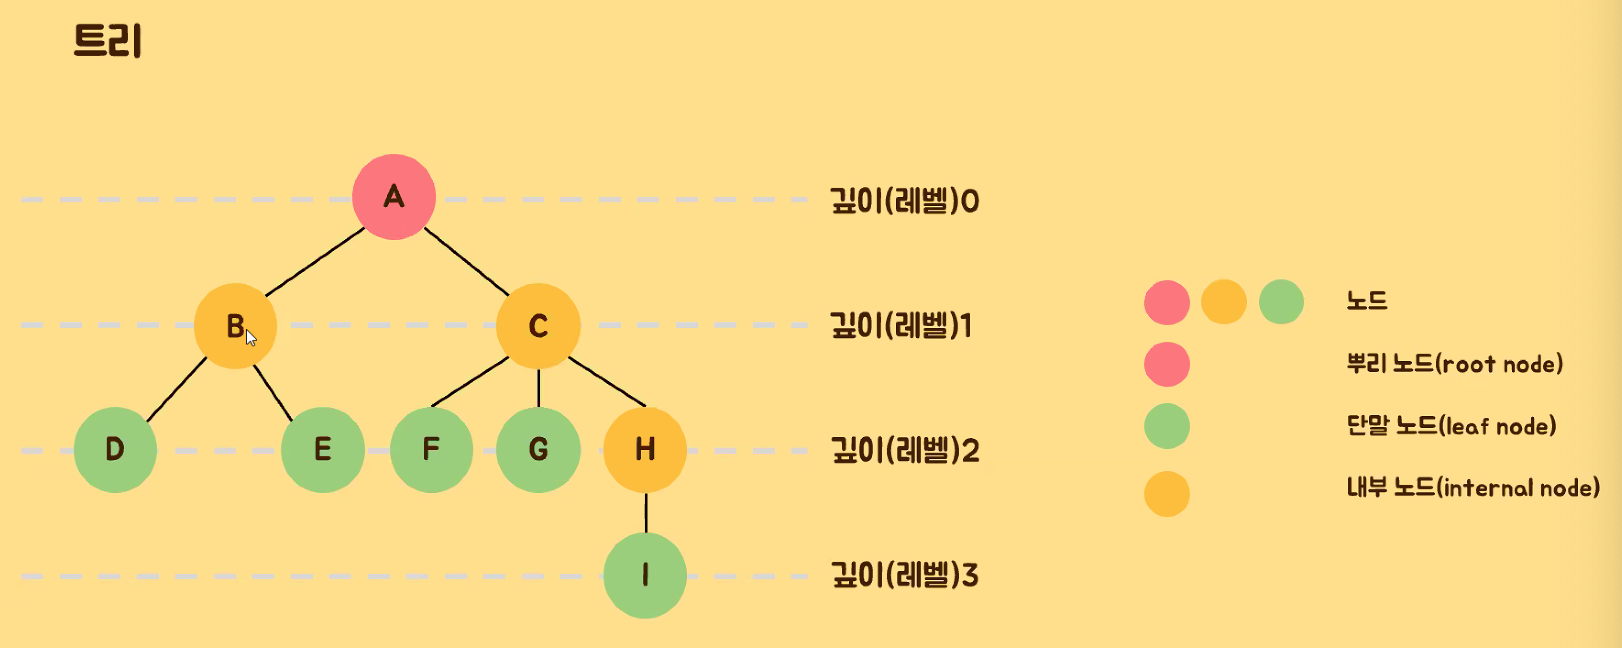 트리
A
깊이(레벨)0
B
C
깊이(레벨)1
D
E
F
G
H
깊이(레벨)2
I
깊이(레벨)3
노드
뿌리 노드(root node)
단말 노드(leaf node)
내부 노드(internal node)